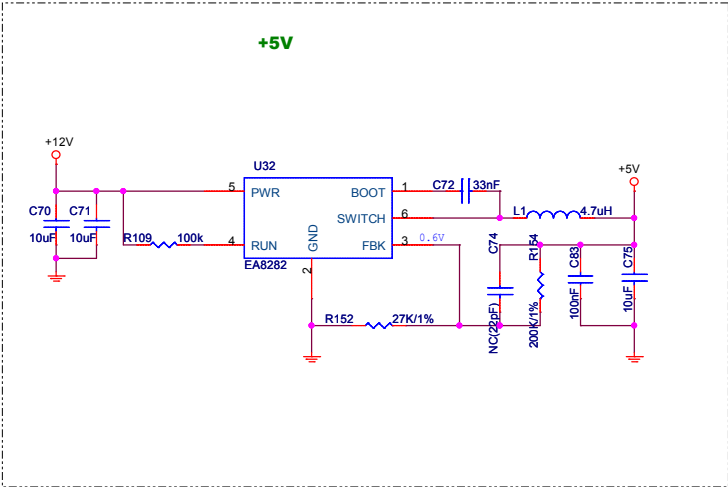 +5V
+12V
U32
+5V
5
PWR
BOOT
1
C72
33nF
C70
C71
SWITCH
6
L1
4.7uH
10uF
10uF
R109
100k
4
RUN
GND
FBK
3
0.6V
C74
R154
C83
C75
EA8282
2
R152
27K/1%
NC(22pF)
200K/1%
100nF
10uF